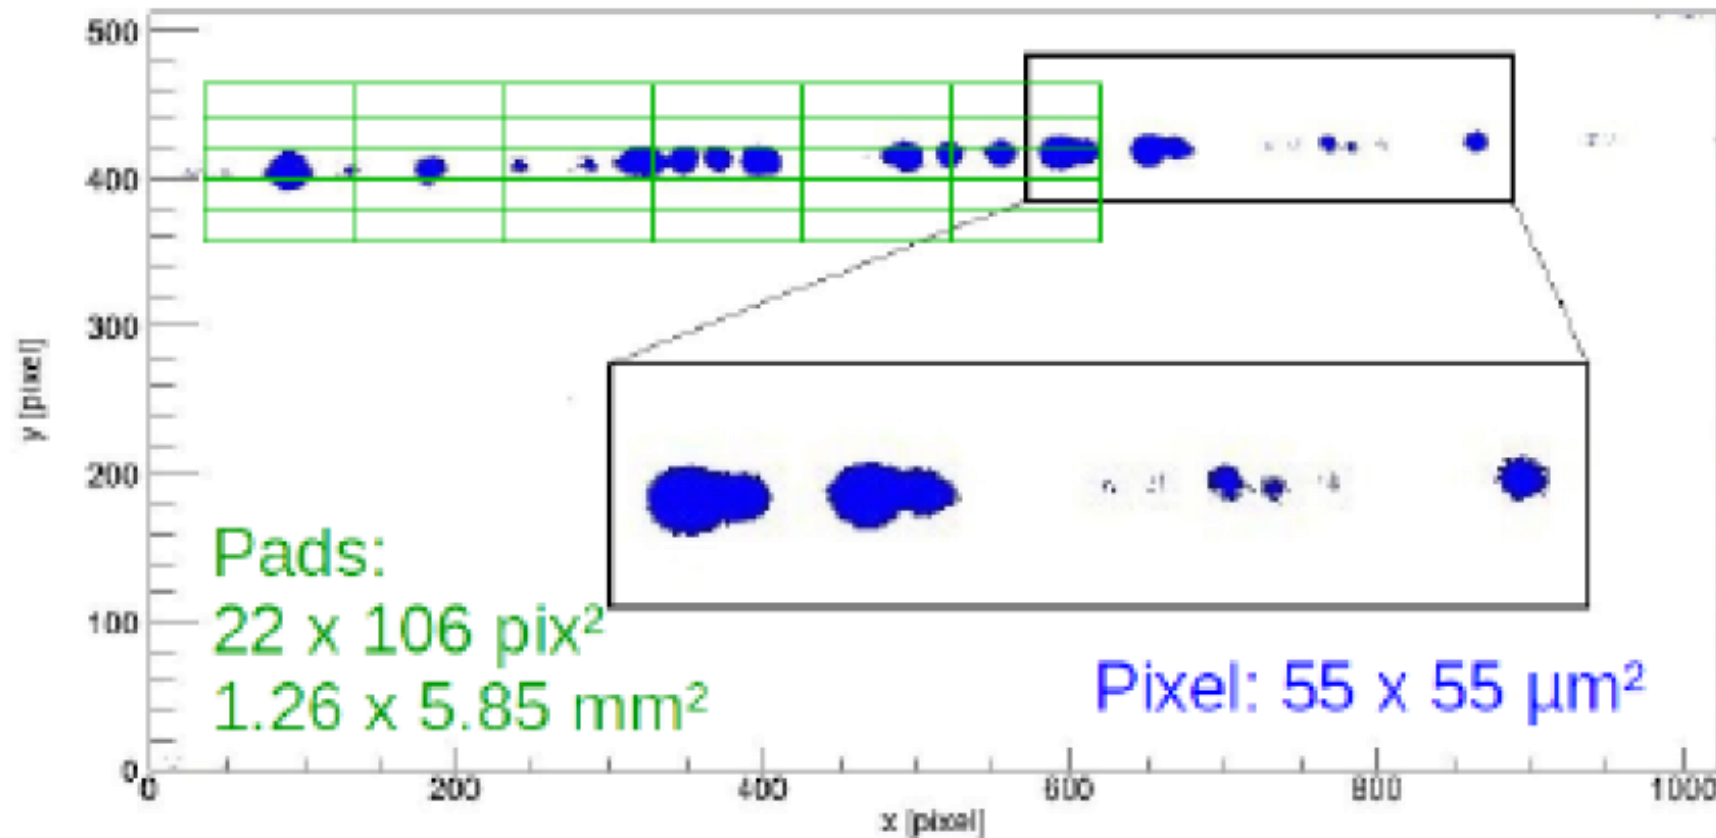 500
400
300
200
100
0
y [pixel]
Pads:
22 x 106 pix²
1.26 x 5.85 mm²
Pixel: 55 x 55 µm²
0 200 400 600 800 1000
x [pixel]